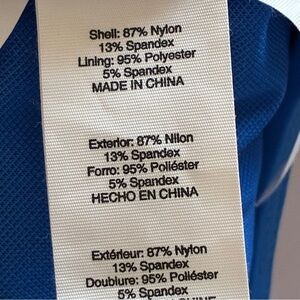 Shell: 87% Nylon
13% Spandex
Lining: 95% Polyester
5% Spandex
MADE IN CHINA
Exterior: 87% Nilon
13% Spandex
Forro: 95% Poliéster
5% Spandex
HECHO EN CHINA
Extérieur: 87% Nylon
13% Spandex
Doublure: 95% Poliéster
5% Spandex